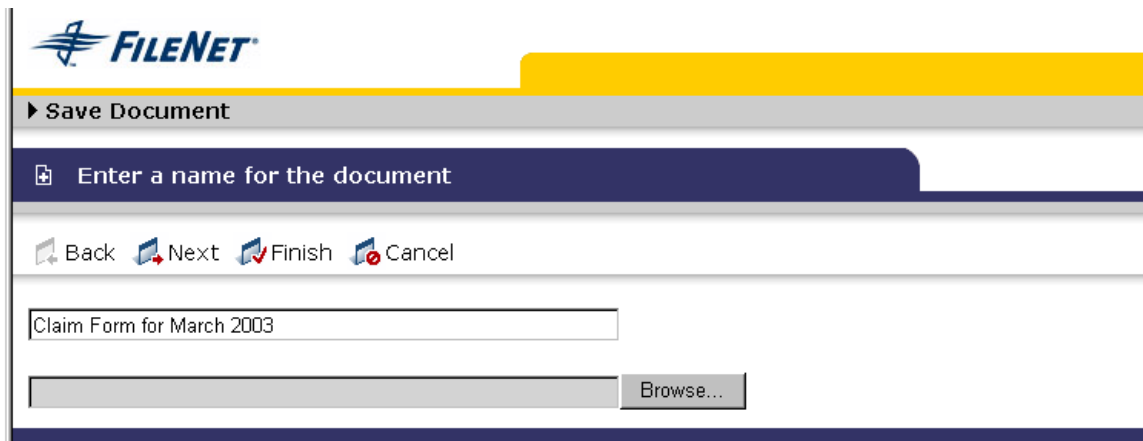 FILENET
Save Document
Enter a name for the document
Back Next Finish Cancel
Claim Form for March 2003
Browse...